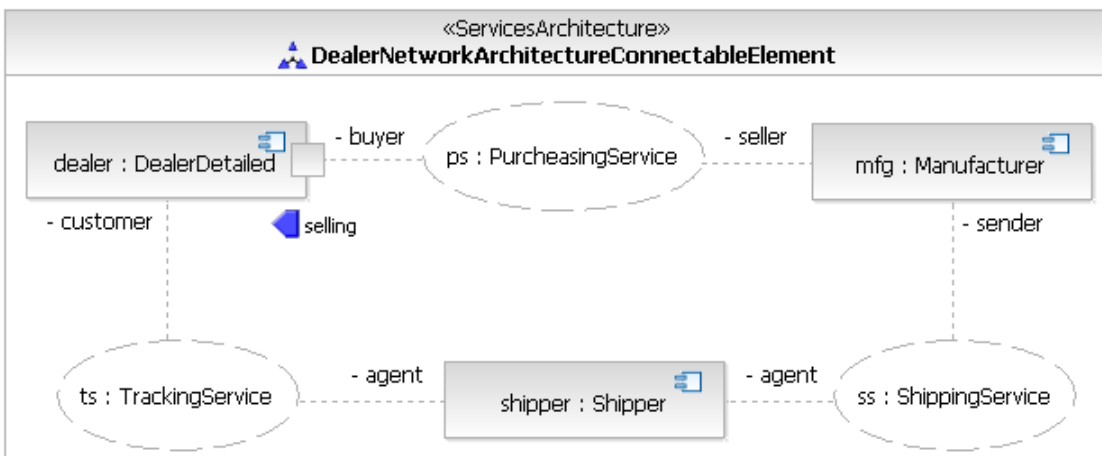 «ServicesArchitecture»
DealerNetworkArchitectureConnectableElement
- buyer
- seller
dealer : DealerDetailed
ps : PurcheasingService
mfg : Manufacturer
- customer
selling
- sender
- agent
- agent
ts : TrackingService
shipper : Shipper
ss : ShippingService